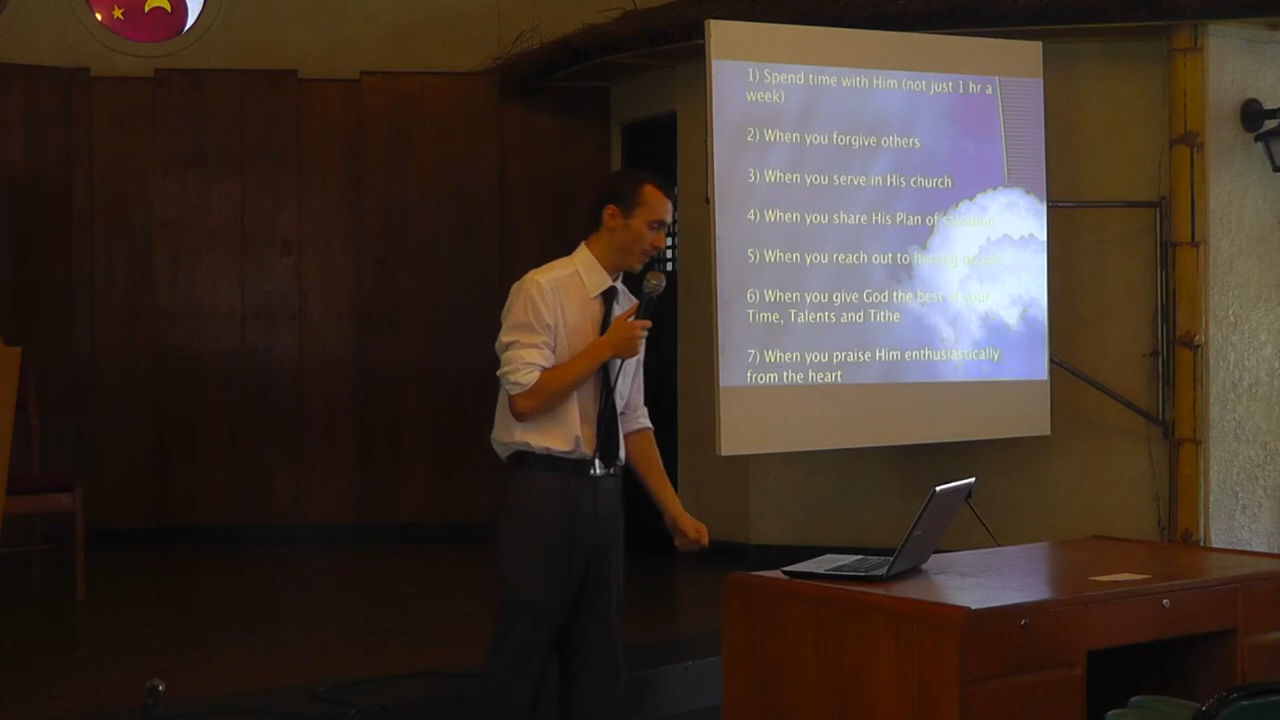 1) Spend time with Him (not just 1 hr a
week)
2) When you forgive others
3) When you serve in His church
4) When you share His Plan of salvation
5) When you reach out to hurting people
6) When you give God the best of your
Time, Talents and Tithe
7) When you praise Him enthusiastically
from the heart